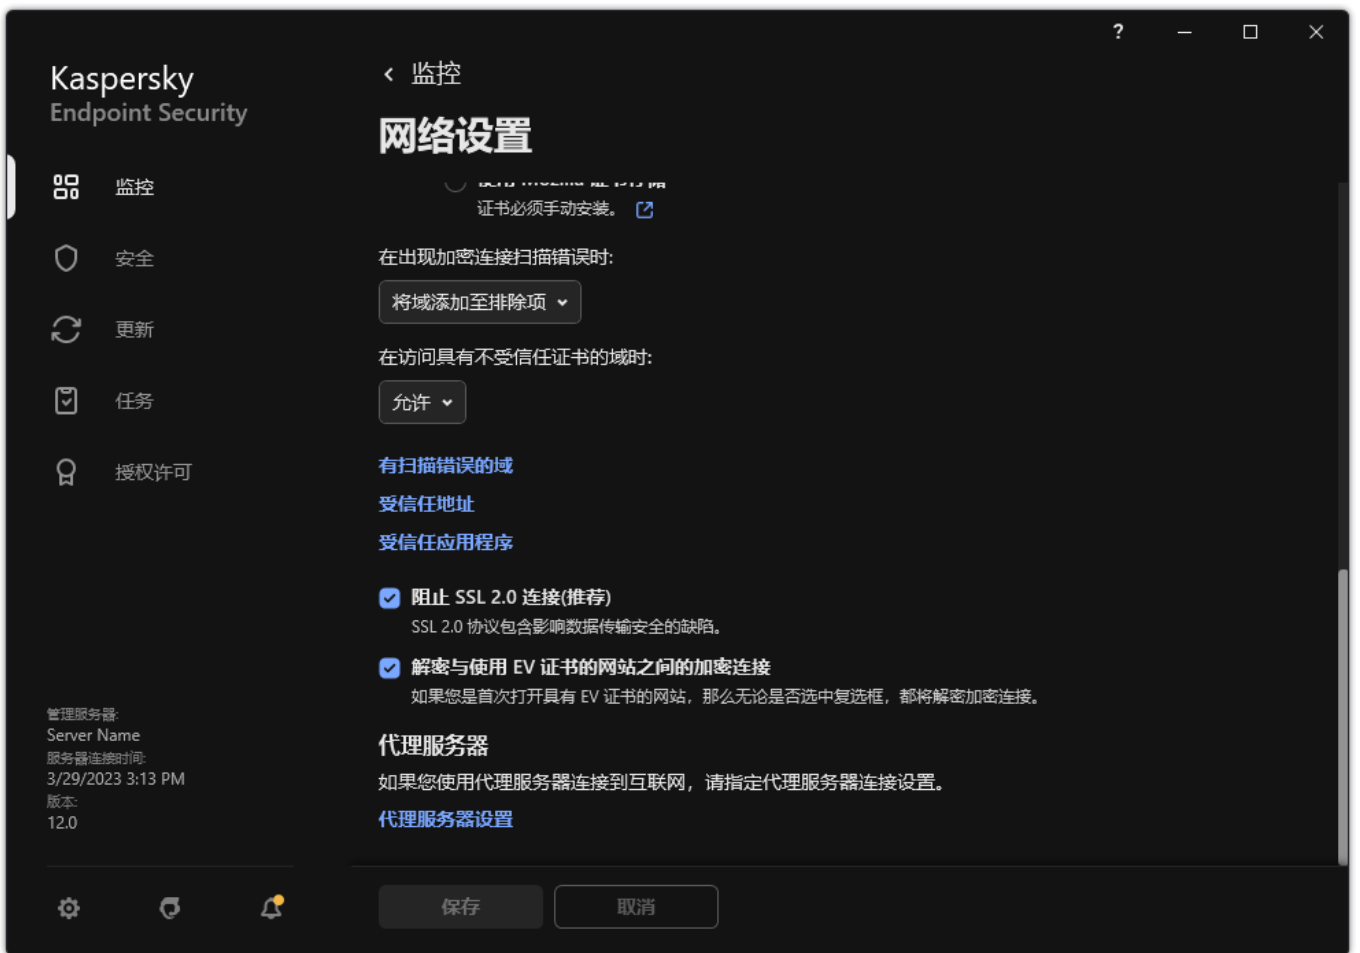 ?
Kaspersky
Endpoint Security
监控
安全
更新
任务
授权许可
管理服务器:
Server Name
服务器连接时间:
3/29/2023 3:13 PM
版本:
12.0
监控
网络设置
使用 Mozilla 证书存储
证书必须手动安装。
在出现加密连接扫描错误时:
将域添加至排除项
在访问具有不受信任证书的域时:
允许
有扫描错误的域
受信任地址
受信任应用程序
阻止 SSL 2.0 连接(推荐)
SSL 2.0 协议包含影响数据传输安全的缺陷。
解密与使用 EV 证书的网站之间的加密连接
如果您是首次打开具有 EV 证书的网站，那么无论是否选中复选框，都将解密加密连接。
代理服务器
如果您使用代理服务器连接到互联网，请指定代理服务器连接设置。
代理服务器设置
保存
取消